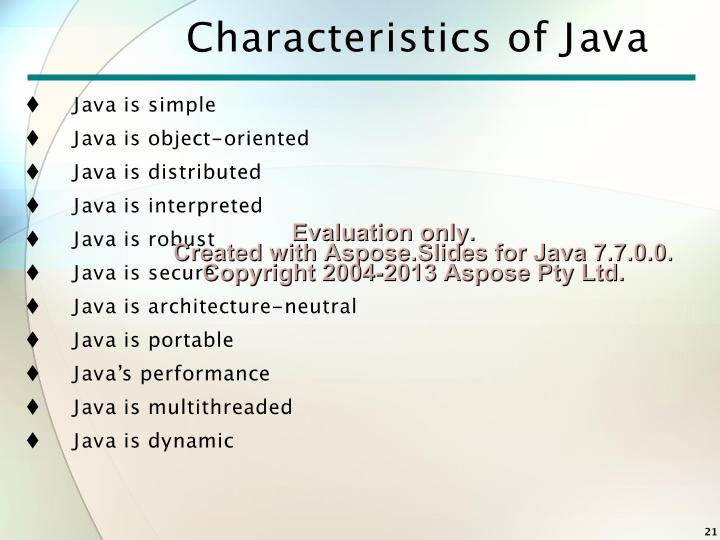 Characteristics of Java
♦ Java is simple
♦ Java is object-oriented
♦ Java is distributed
♦ Java is interpreted
♦ Java is robust
Evaluation only.
Created with Aspose.Slides for Java 7.7.0.0.
♦ Java is secure
Copyright 2004-2013 Aspose Pty Ltd.
♦ Java is architecture-neutral
♦ Java is portable
♦ Java’s performance
♦ Java is multithreaded
♦ Java is dynamic
21